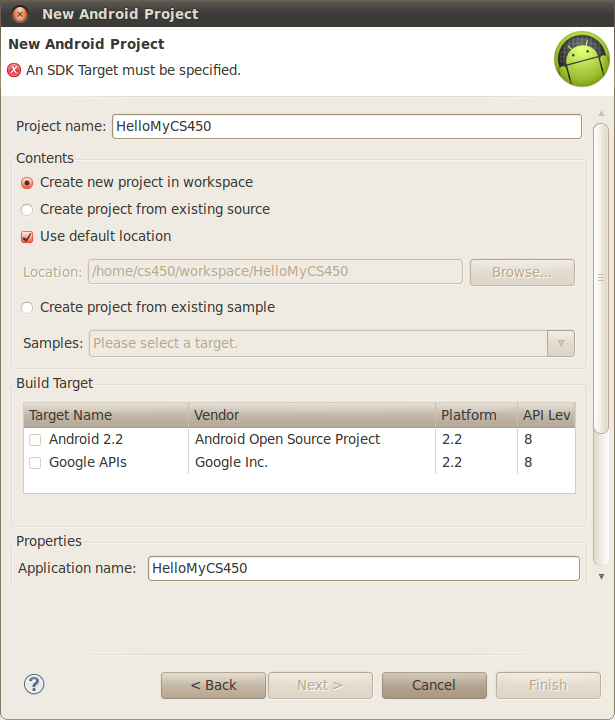 New Android Project
New Android Project
An SDK Target must be specified.
Project name: HelloMyCS450
Contents
Create new project in workspace
Create project from existing source
Use default location
Location: /home/cs450/workspace/HelloMyCS450 Browse...
Create project from existing sample
Samples: Please select a target.
Build Target
Target Name Vendor Platform API Lev
Android 2.2 Android Open Source Project 2.2 8
Google APIs Google Inc. 2.2 8
Properties
Application name: HelloMyCS450
? < Back Next > Cancel Finish